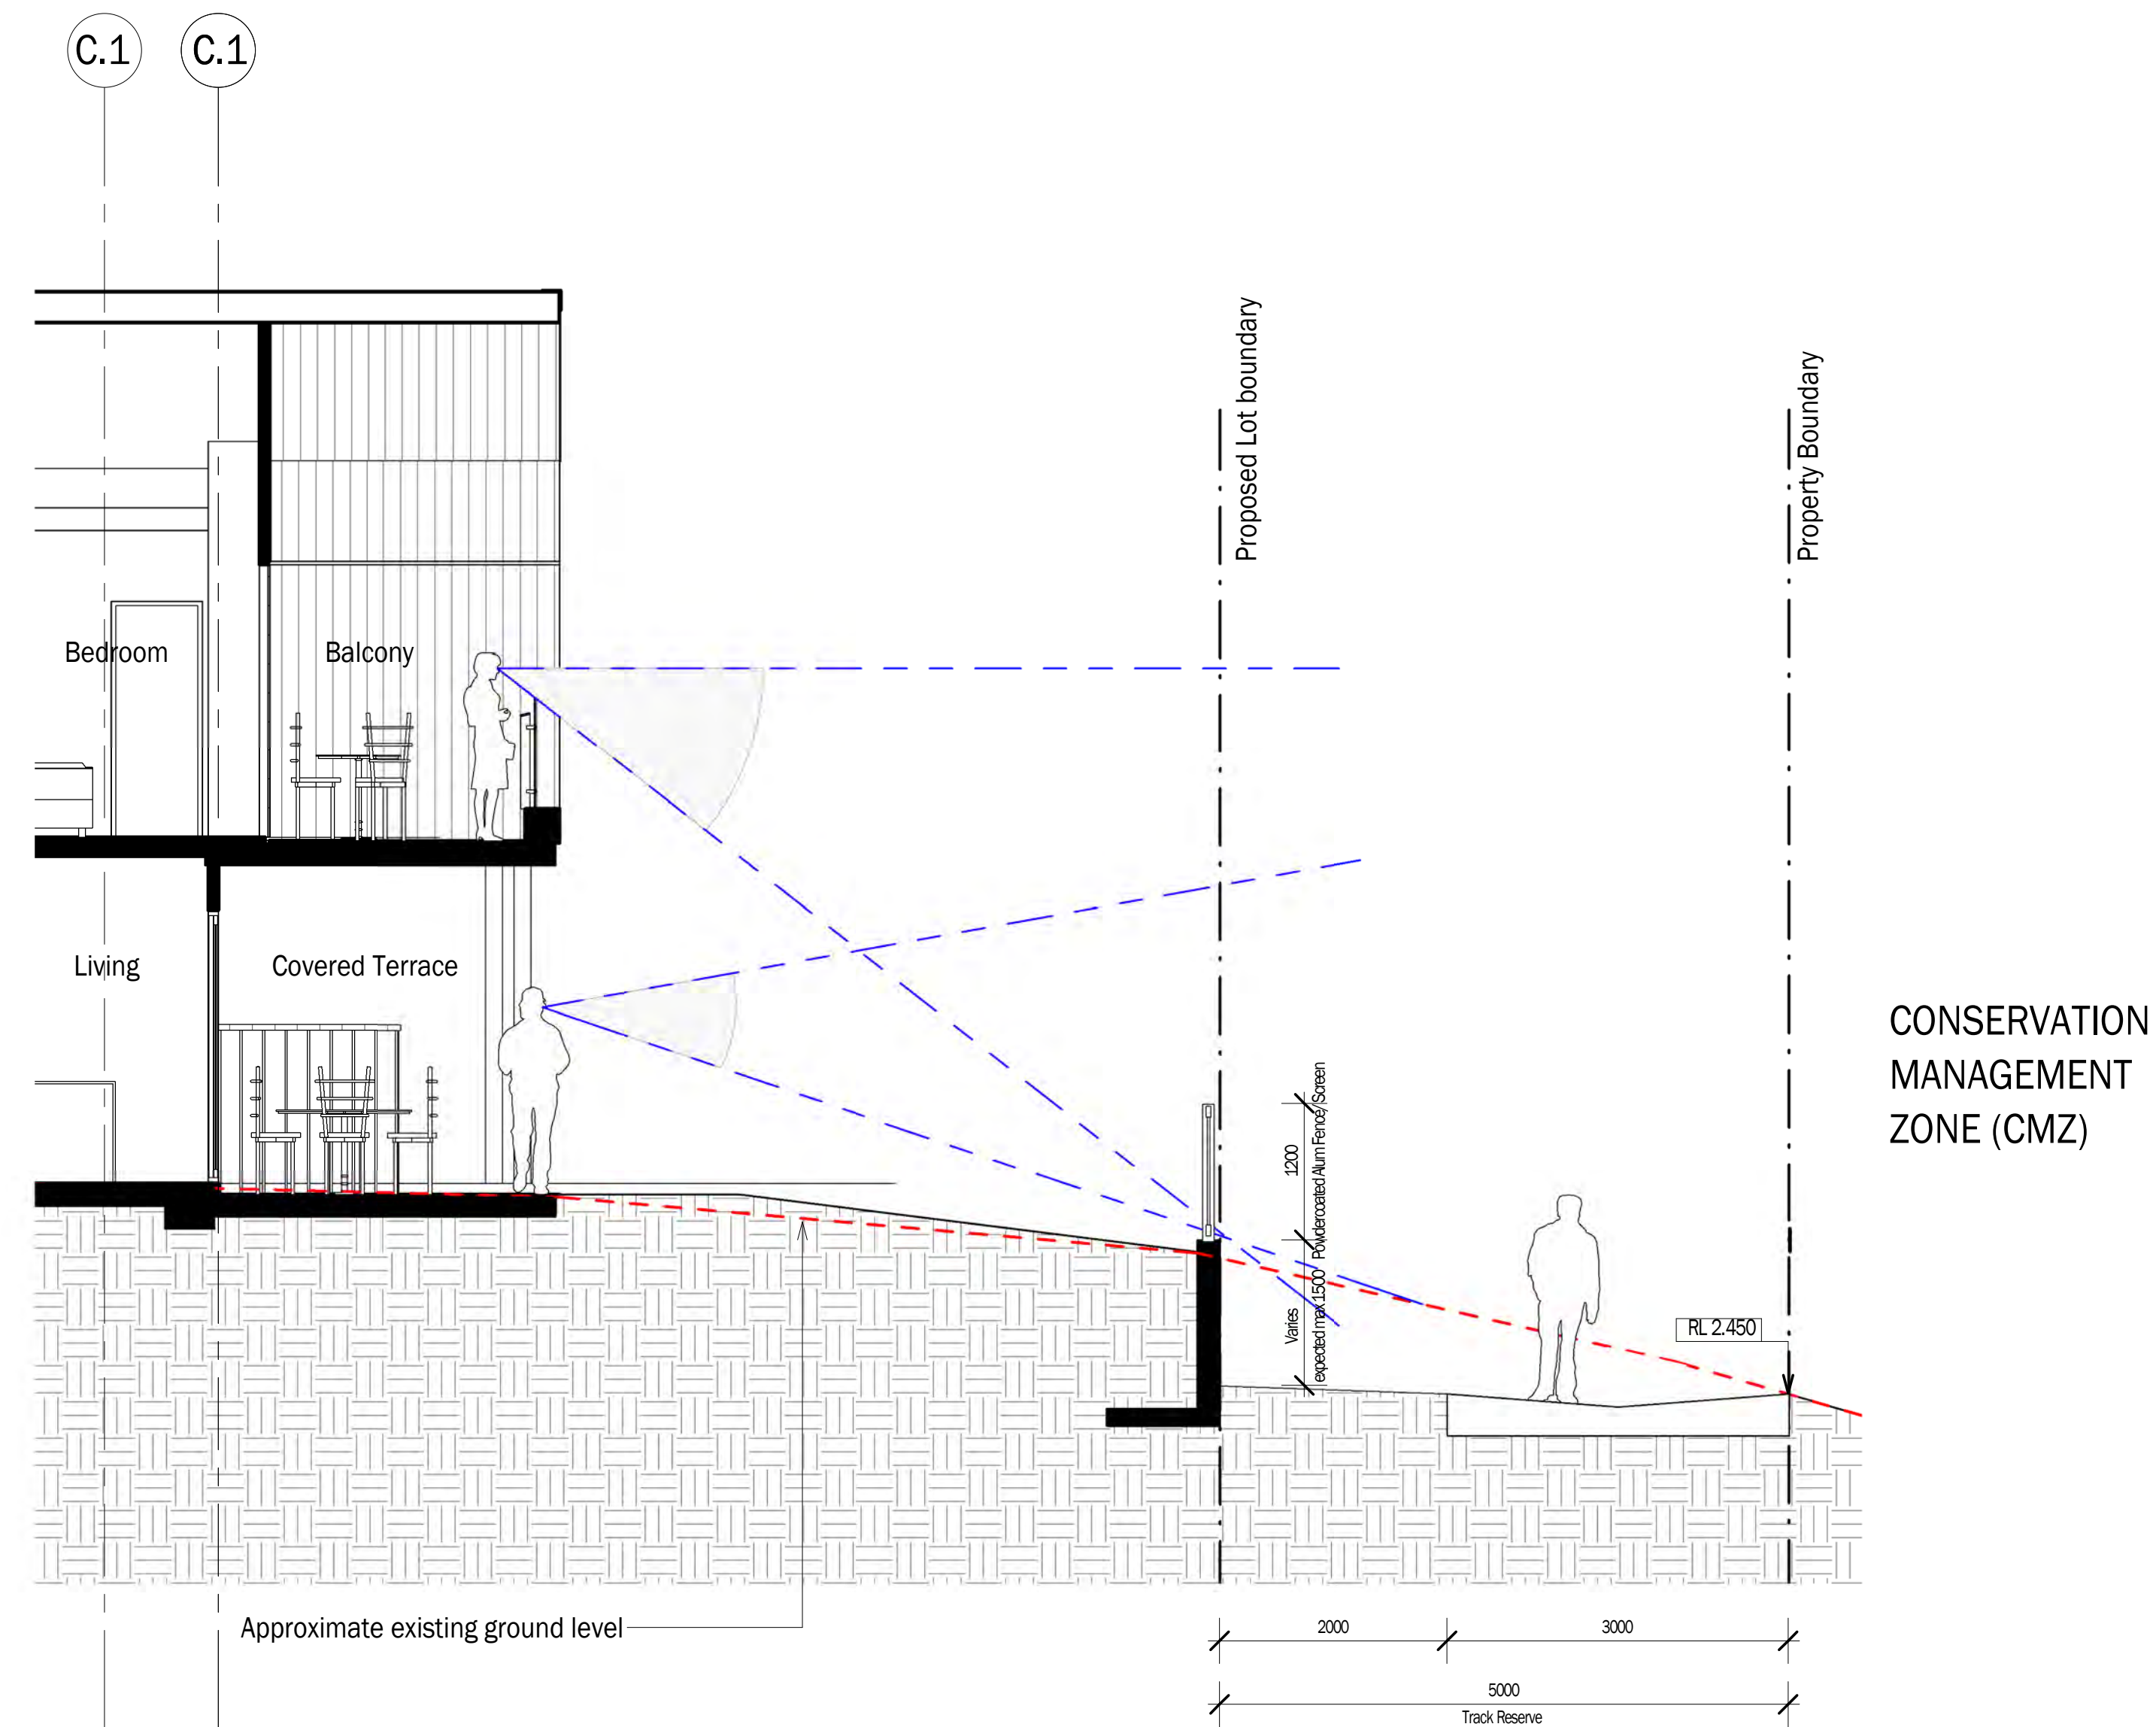 C.1
C.1
Proposed Lot boundary
Property Boundary
Bedroom
Balcony
Living
Covered Terrace
CONSERVATION
MANAGEMENT
ZONE (CMZ)
1200
Powdercoated Alum Fence/Screen
Varies
expected max 1500
RL 2.450
Approximate existing ground level
2000
3000
5000
Track Reserve